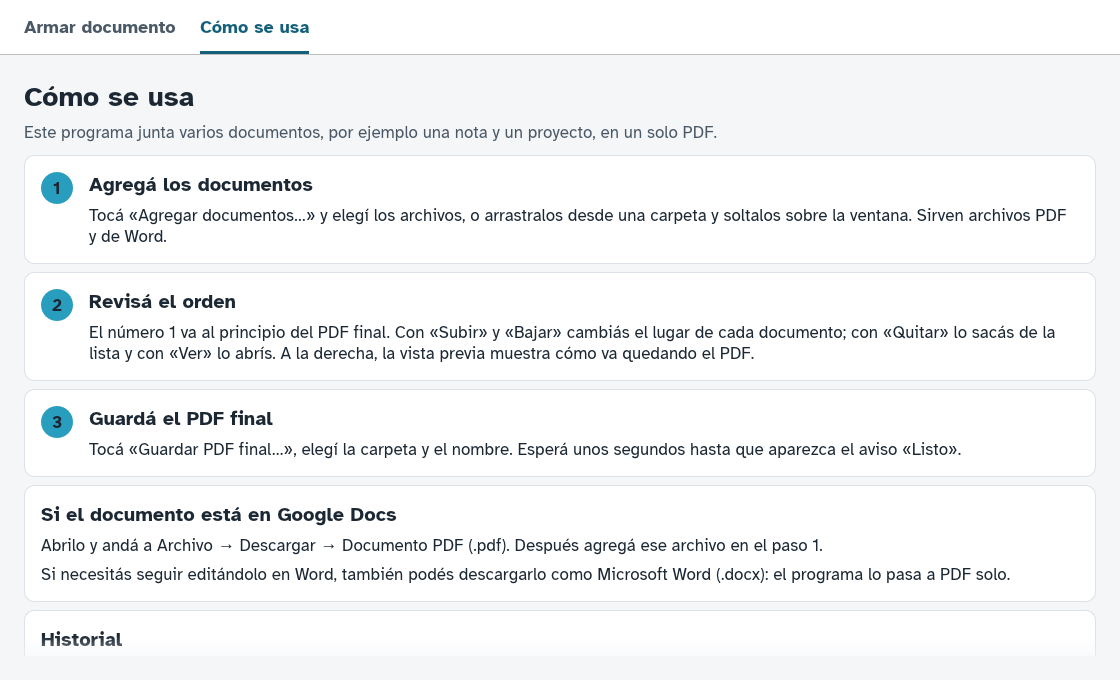 Armar documento
Cómo se usa
Cómo se usa
Este programa junta varios documentos, por ejemplo una nota y un proyecto, en un solo PDF.
1
Agregá los documentos
Tocá «Agregar documentos…» y elegí los archivos, o arrastralos desde una carpeta y soltalos sobre la ventana. Sirven archivos PDF
y de Word.
2
Revisá el orden
El número 1 va al principio del PDF final. Con «Subir» y «Bajar» cambiás el lugar de cada documento; con «Quitar» lo sacás de la
lista y con «Ver» lo abrís. A la derecha, la vista previa muestra cómo va quedando el PDF.
3
Guardá el PDF final
Tocá «Guardar PDF final…», elegí la carpeta y el nombre. Esperá unos segundos hasta que aparezca el aviso «Listo».
Si el documento está en Google Docs
Abrilo y andá a Archivo → Descargar → Documento PDF (.pdf). Después agregá ese archivo en el paso 1.
Si necesitás seguir editándolo en Word, también podés descargarlo como Microsoft Word (.docx): el programa lo pasa a PDF solo.
Historial